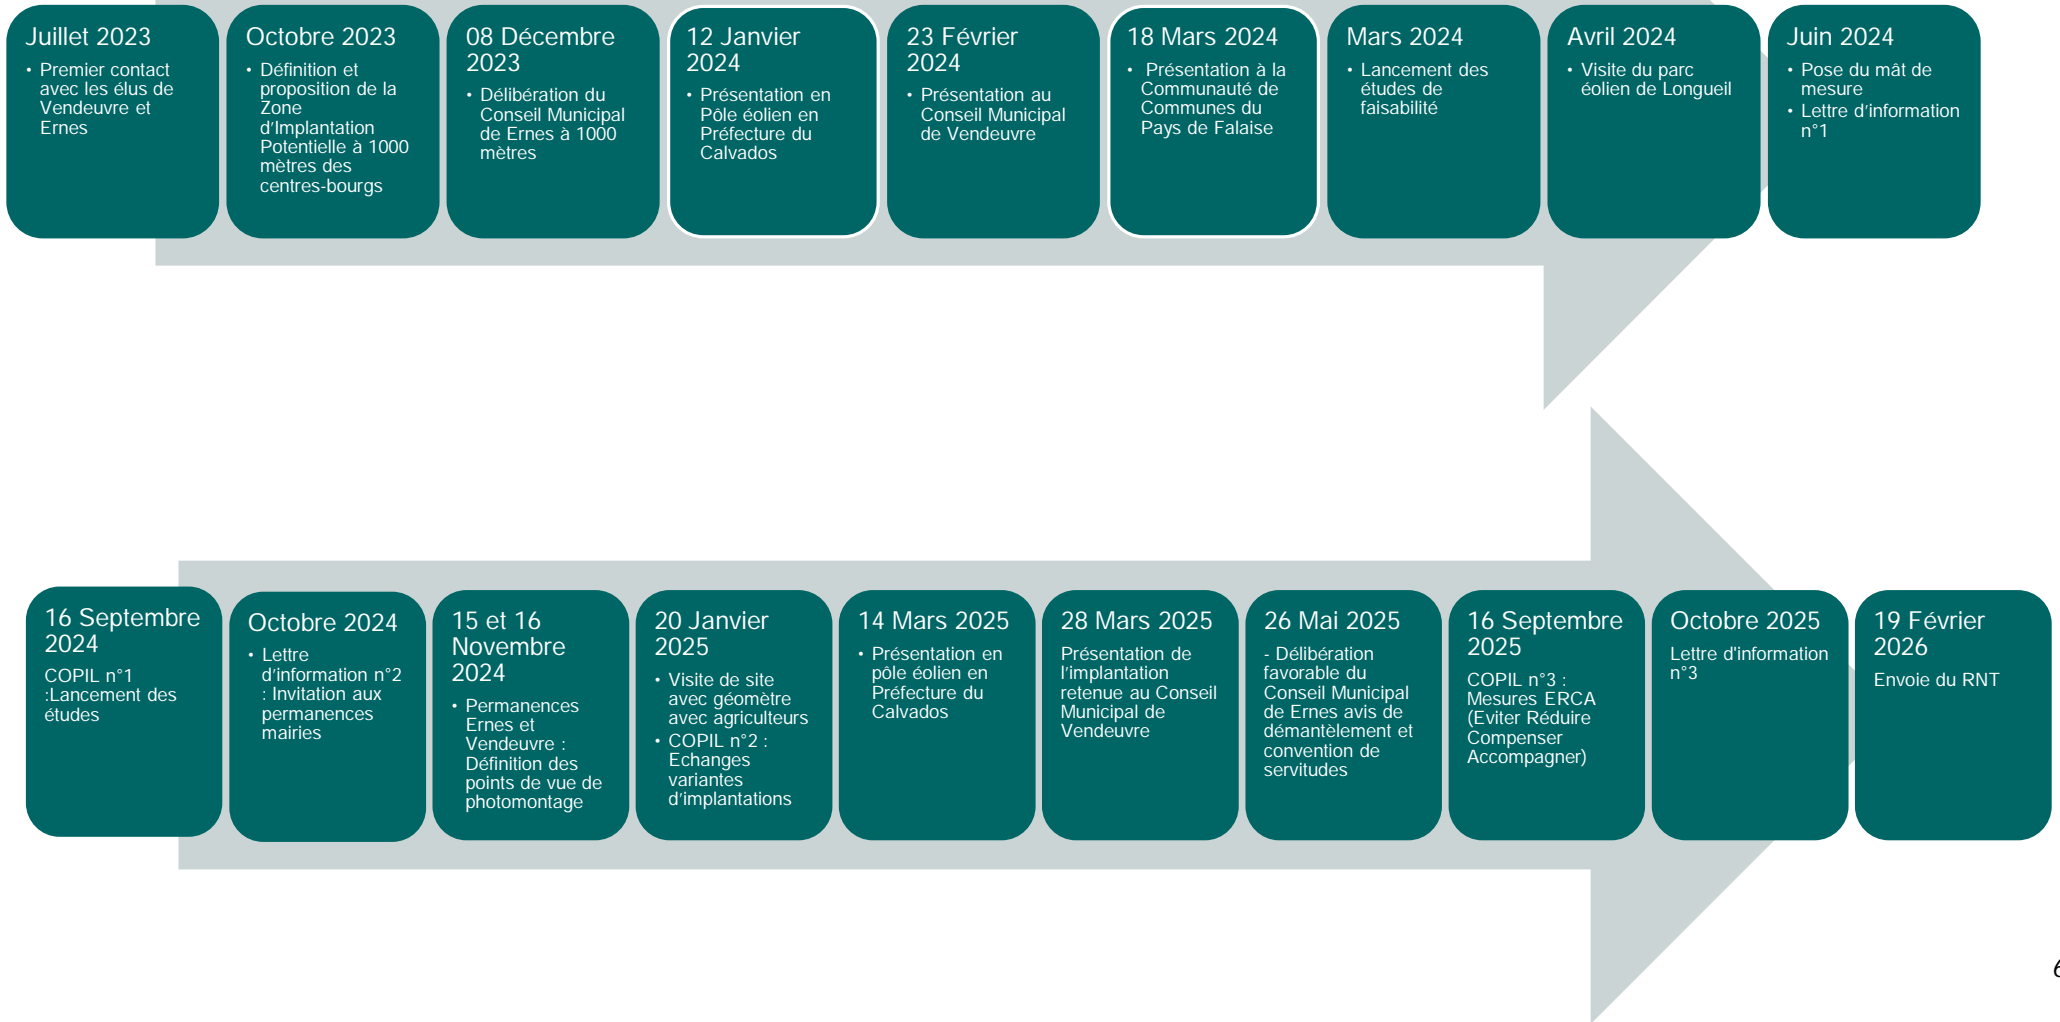 Juillet 2023
• Premier contact
avec les élus de
Vendeuvre et
Ernes
Octobre 2023
• Définition et
proposition de la
Zone
d'Implantation
Potentielle à 1000
mètres des
centres-bourgs
08 Décembre
2023
• Délibération du
Conseil Municipal
de Ernes à 1000
mètres
12 Janvier
2024
• Présentation en
Pôle éolien en
Préfecture du
Calvados
23 Février
2024
• Présentation au
Conseil Municipal
de Vendeuvre
18 Mars 2024
• Présentation à la
Communauté de
Communes du
Pays de Falaise
Mars 2024
• Lancement des
études de
faisabilité
Avril 2024
• Visite du parc
éolien de Longueil
Juin 2024
• Pose du mât de
mesure
• Lettre d'information
n°1
16 Septembre
2024
COPIL n°1
:Lancement des
études
Octobre 2024
• Lettre
d'information n°2
: Invitation aux
permanences
mairies
15 et 16
Novembre
2024
• Permanences
Ernes et
Vendeuvre :
Définition des
points de vue de
photomontage
20 Janvier
2025
• Visite de site
avec géomètre
avec agriculteurs
• COPIL n°2 :
Echanges
variantes
d'implantations
14 Mars 2025
• Présentation en
pôle éolien en
Préfecture du
Calvados
28 Mars 2025
Présentation de
l'implantation
retenue au Conseil
Municipal de
Vendeuvre
26 Mai 2025
- Délibération
favorable du
Conseil Municipal
de Ernes avis de
démantèlement et
convention de
servitudes
16 Septembre
2025
COPIL n°3 :
Mesures ERCA
(Eviter Réduire
Compenser
Accompagner)
Octobre 2025
Lettre d'information
n°3
19 Février
2026
Envoie du RNT